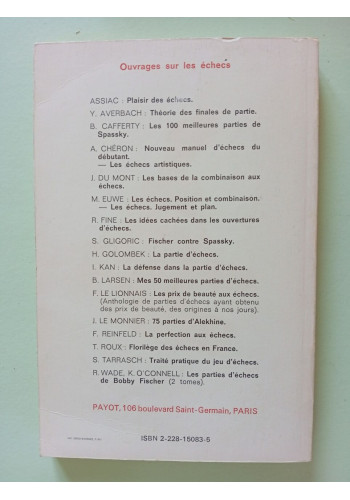 Ouvrages sur les échecs
ASSIAC : Plaisir des échecs.
Y. AVERBACH : Théorie des finales de partie.
B. CAFFERTY : Les 100 meilleures parties de
Spassky.
A. CHÉRON : Nouveau manuel d'échecs du
débutant.
— Les échecs artistiques.
J. DU MONT : Les bases de la combinaison aux
échecs.
M. EUWE : Les échecs. Position et combinaison.
— Les échecs. Jugement et plan.
R. FINE : Les idées cachées dans les ouvertures
d'échecs.
S. GLIGORIC : Fischer contre Spassky.
H. GOLOMBEK : La partie d'échecs.
I. KAN : La défense dans la partie d'échecs.
B. LARSEN : Mes 50 meilleures parties d'échecs.
F. LE LIONNAIS : Les prix de beauté aux échecs.
(Anthologie de parties d'échecs ayant obtenu
des prix de beauté, des origines à nos jours).
J. LE MONNIER : 75 parties d'Alekhine.
F. REINFELD : La perfection aux échecs.
T. ROUX : Florilège des échecs en France.
S. TARRASCH : Traité pratique du jeu d'échecs.
R. WADE, K. O'CONNELL : Les parties d'échecs
de Bobby Fischer (2 tomes).
PAYOT, 106 boulevard Saint-Germain, PARIS
ISBN 2-228-15083-5